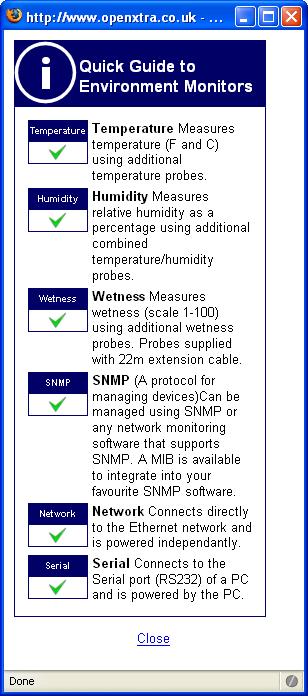 http://www.openxtra.co.uk - ...
Quick Guide to
Environment Monitors
Temperature
Temperature Measures
temperature (F and C)
using additional
temperature probes.
Humidity
Humidity Measures
relative humidity as a
percentage using additional
combined
temperature/humidity
probes.
Wetness
Wetness Measures
wetness (scale 1-100)
using additional wetness
probes. Probes supplied
with 22m extension cable.
SNMP
SNMP (A protocol for
managing devices)Can be
managed using SNMP or
any network monitoring
software that supports
SNMP. A MIB is available
to integrate into your
favourite SNMP software.
Network
Network Connects directly
to the Ethernet network and
is powered independantly.
Serial
Serial Connects to the
Serial port (RS232) of a PC
and is powered by the PC.
Close
Done